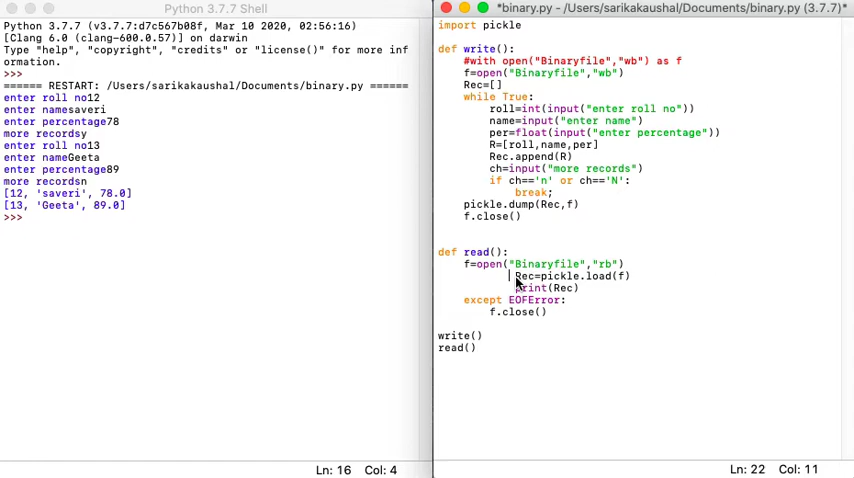 Python 3.7.7 Shell
Python 3.7.7 (v3.7.7:d7c567b08f, Mar 10 2020, 02:56:16)
[Clang 6.0 (clang-600.0.57)] on darwin
Type "help", "copyright", "credits" or "license()" for more inf
ormation.
>>>
====== RESTART: /Users/sarikakaushal/Documents/binary.py ======
enter roll no12
enter namesaveri
enter percentage78
more recordsy
enter roll no13
enter nameGeeta
enter percentage89
more recordsn
[12, 'saveri', 78.0]
[13, 'Geeta', 89.0]
>>>
Ln: 16 Col: 4
*binary.py - /Users/sarikakaushal/Documents/binary.py (3.7.7)*
import pickle
def write():
    #with open("Binaryfile","wb") as f
    f=open("Binaryfile","wb")
    Rec=[]
    while True:
        roll=int(input("enter roll no"))
        name=input("enter name")
        per=float(input("enter percentage"))
        R=[roll,name,per]
        Rec.append(R)
        ch=input("more records")
        if ch=='n' or ch=='N':
            break;
    pickle.dump(Rec,f)
    f.close()
def read():
    f=open("Binaryfile","rb")
            Rec=pickle.load(f)
            print(Rec)
    except EOFError:
        f.close()
write()
read()
Ln: 22 Col: 11